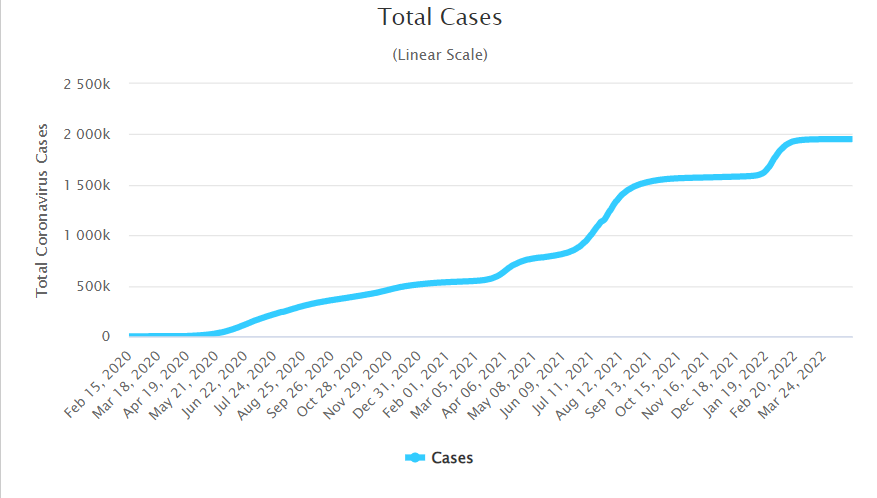 Total Cases
(Linear Scale)
Total Coronavirus Cases
2 500k
2 000k
1 500k
1 000k
500k
0
Feb 15, 2020
Mar 18, 2020
Apr 19, 2020
May 21, 2020
Jun 22, 2020
Jul 24, 2020
Aug 25, 2020
Sep 26, 2020
Oct 28, 2020
Nov 29, 2020
Dec 31, 2020
Feb 01, 2021
Mar 05, 2021
Apr 06, 2021
May 08, 2021
Jun 09, 2021
Jul 11, 2021
Aug 12, 2021
Sep 13, 2021
Oct 15, 2021
Nov 16, 2021
Dec 18, 2021
Jan 19, 2022
Feb 20, 2022
Mar 24, 2022
Cases